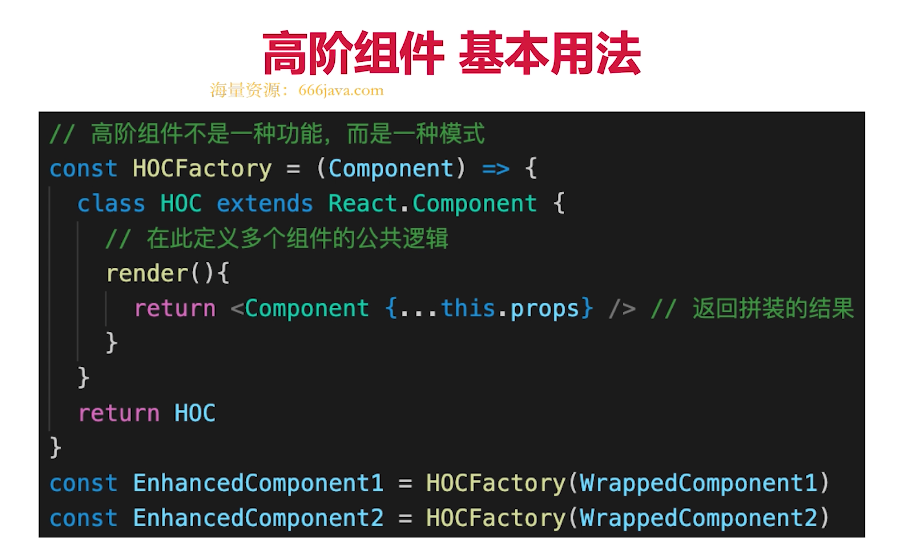 高阶组件 基本用法
海量资源：666java.com
// 高阶组件不是一种功能，而是一种模式
const HOCFactory = (Component) => {
  class HOC extends React.Component {
    // 在此定义多个组件的公共逻辑
    render(){
      return <Component {...this.props} /> // 返回拼装的结果
    }
  }
  return HOC
}
const EnhancedComponent1 = HOCFactory(WrappedComponent1)
const EnhancedComponent2 = HOCFactory(WrappedComponent2)